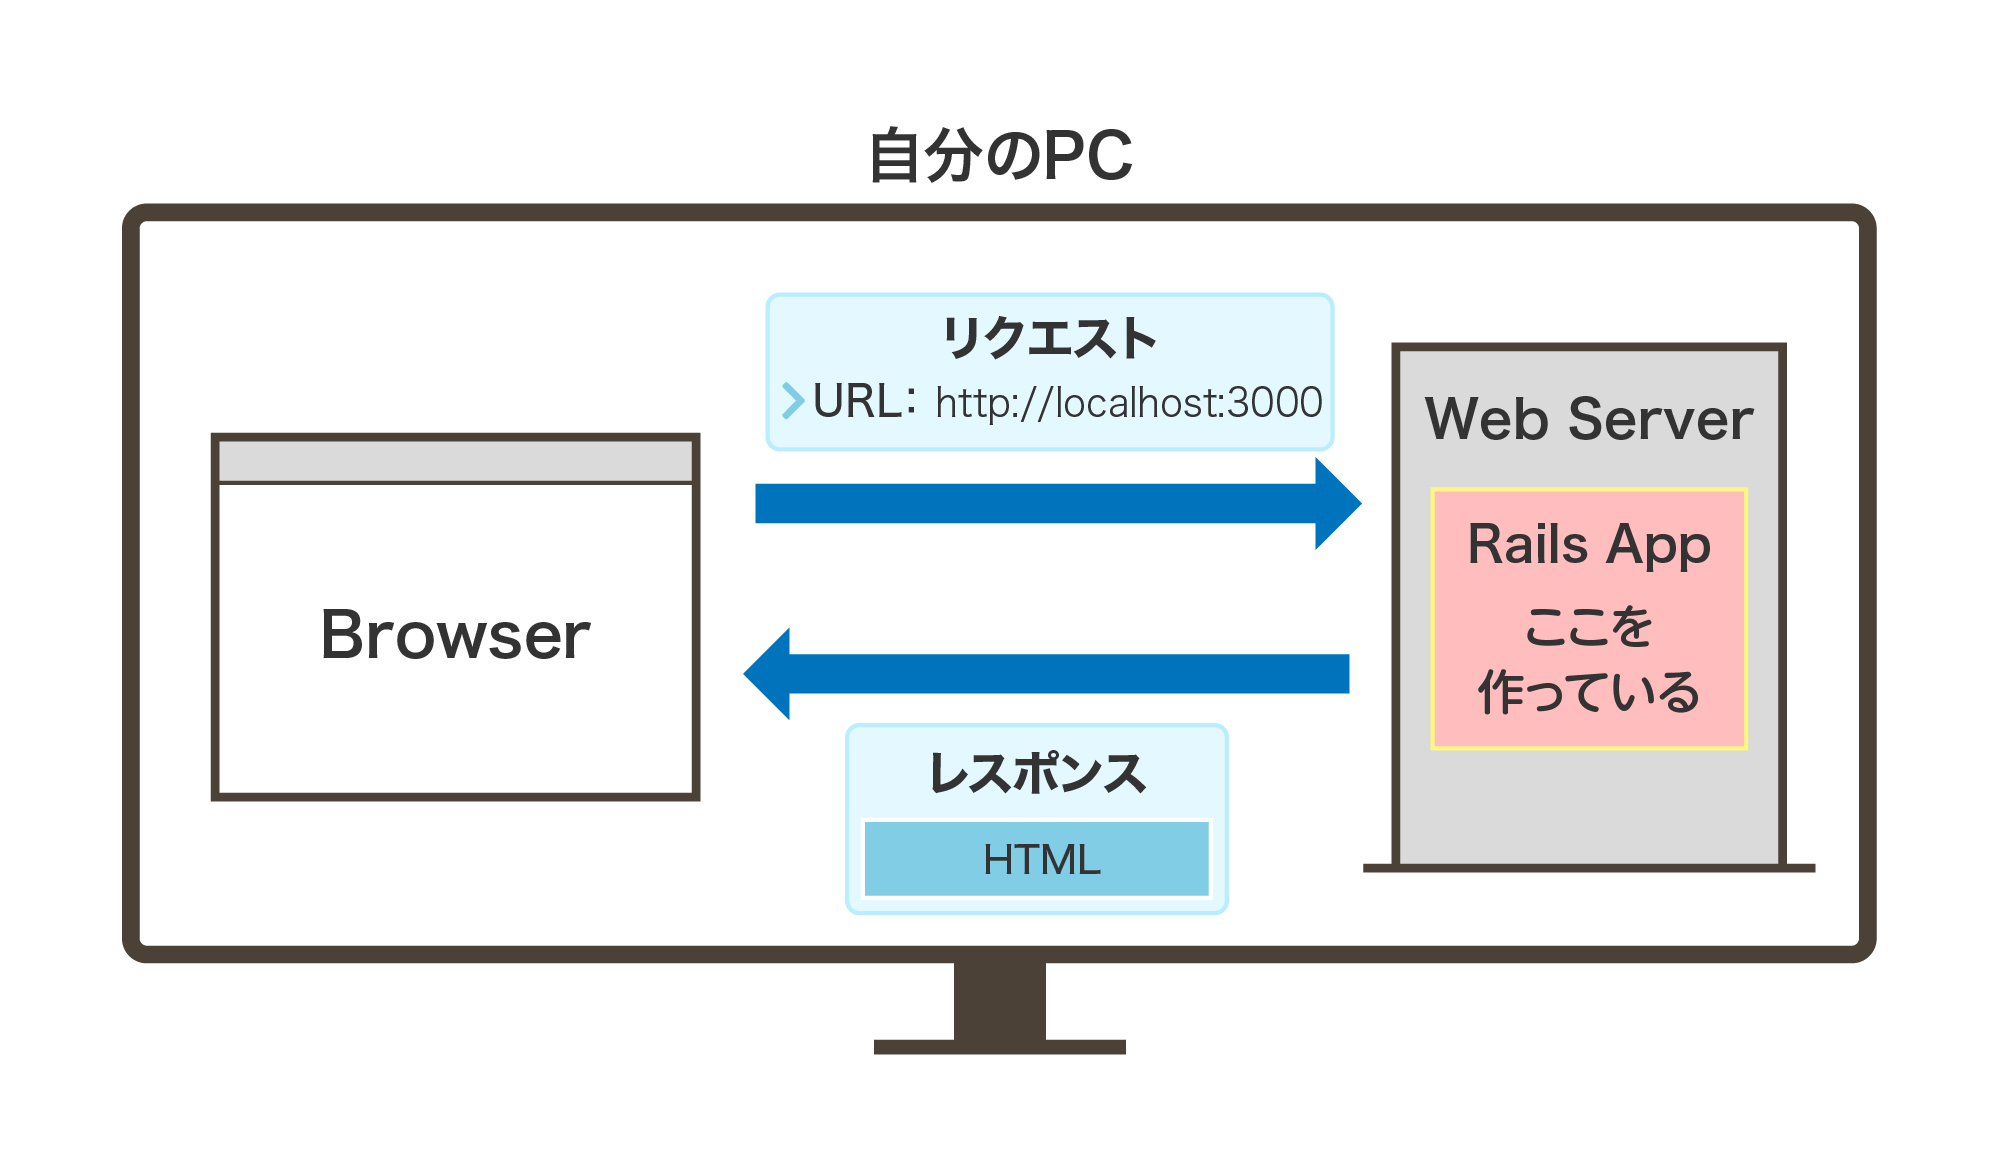 自分のPC
リクエスト
URL: http://localhost:3000
Browser
Web Server
Rails App
ここを
作っている
レスポンス
HTML